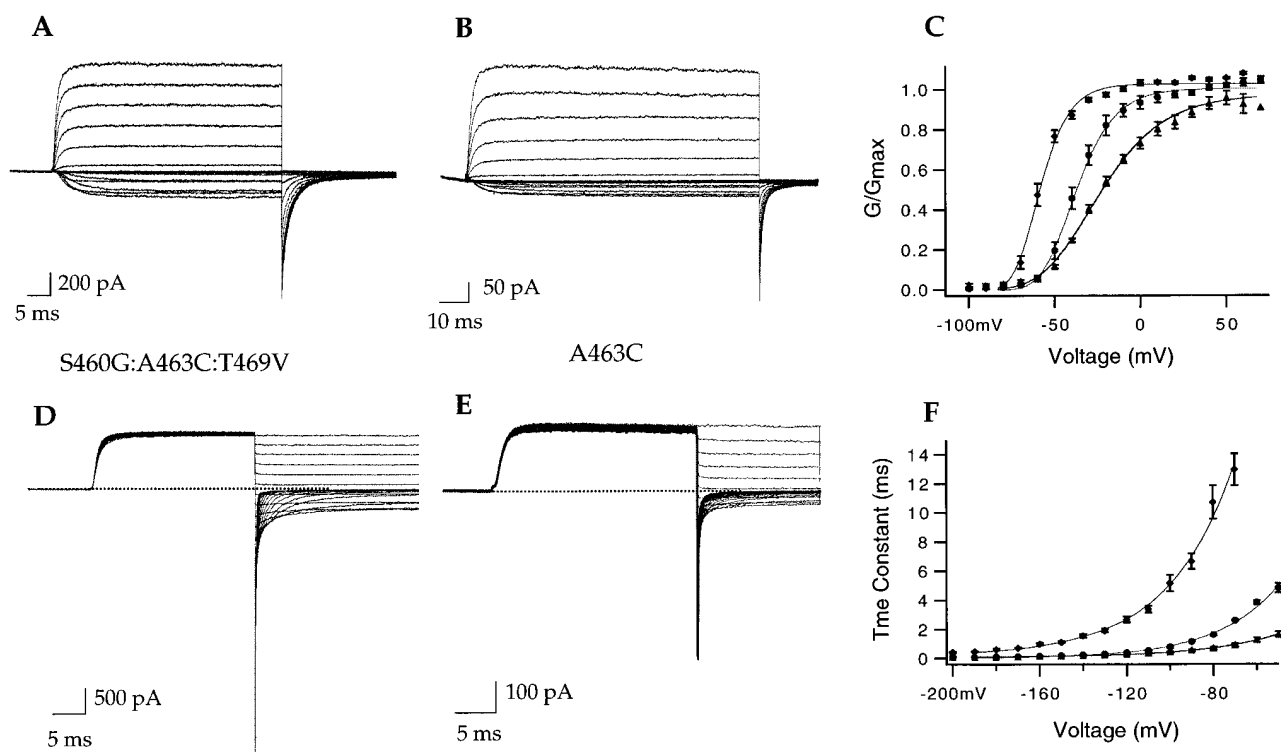 A
B
C
200 pA
5 ms
50 pA
10 ms
G/Gmax
1.0
0.8
0.6
0.4
0.2
0.0
-100mV
-50
0
50
Voltage (mV)
S460G:A463C:T469V
A463C
D
E
F
500 pA
5 ms
100 pA
5 ms
Tme Constant (ms)
14
12
10
8
6
4
2
0
-200mV
-160
-120
-80
Voltage (mV)